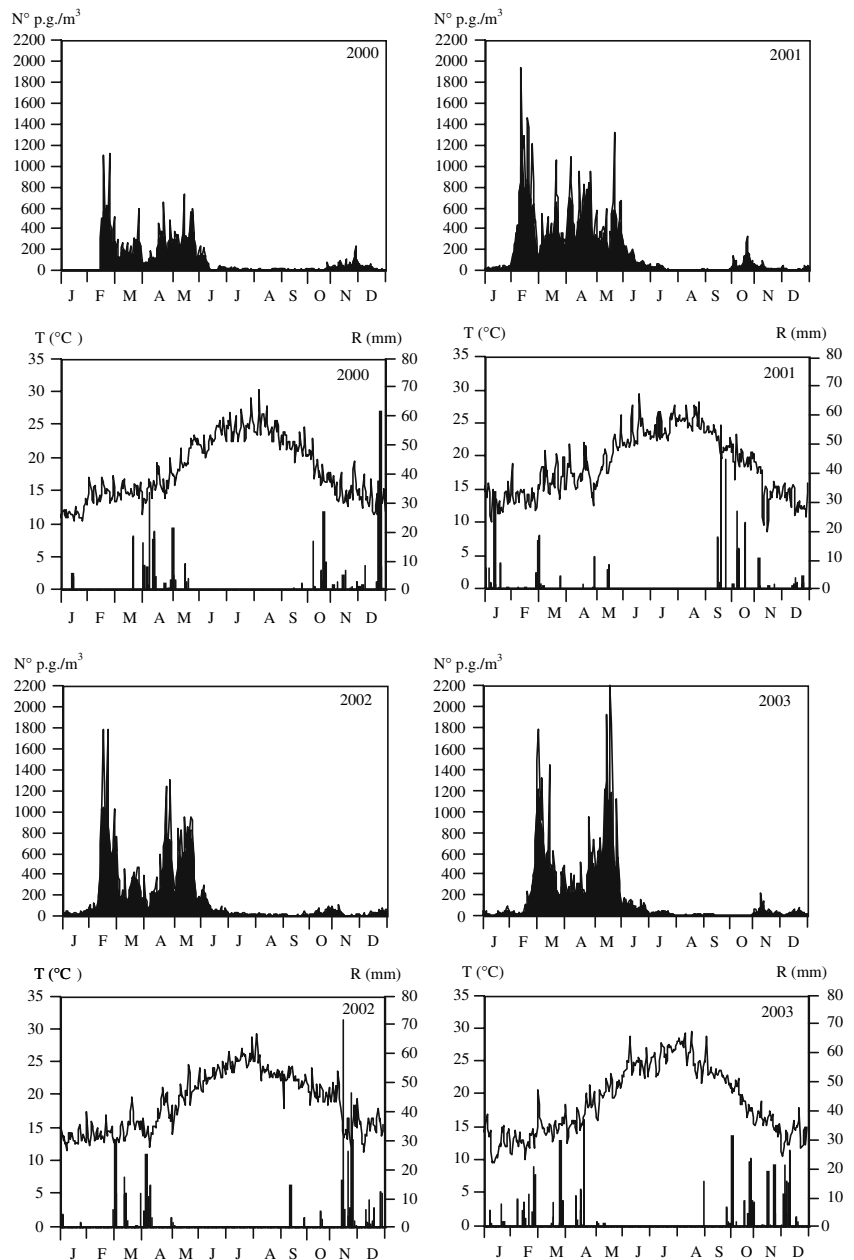 N° p.g./m³ N° p.g./m³
2200 2200
2000 2000 2000 2001
1800 1800
1600 1600
1400 1400
1200 1200
1000 1000
800 800
600 600
400 400
200 200
0 0
J F M A M J J A S O N D J F M A M J J A S O N D
T (°C ) R (mm) T (°C) R (mm)
35 80 35 80
30 2000 70 30 2001 70
60 60
25 50 25 50
20 40 20 40
15 30 15 30
10 20 10 20
5 10 5 10
0 0 0 0
J F M A M J J A S O N D J F M A M J J A S O N D
N° p.g./m³ N° p.g./m³
2200 2200
2000 2002 2000 2003
1800 1800
1600 1600
1400 1400
1200 1200
1000 1000
800 800
600 600
400 400
200 200
0 0
J F M A M J J A S O N D J F M A M J J A S O N D
T (°C ) R (mm) T (°C) R (mm)
35 80 35 80
30 2002 70 30 2003 70
60 60
25 50 25 50
20 40 20 40
15 30 15 30
10 20 10 20
5 10 5 10
0 0 0 0
J F M A M J J A S O N D J F M A M J J A S O N D